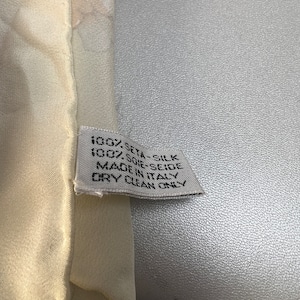 100% SETA-SILK
100% SOIE-SEIDE
MADE IN ITALY
DRY CLEAN ONLY